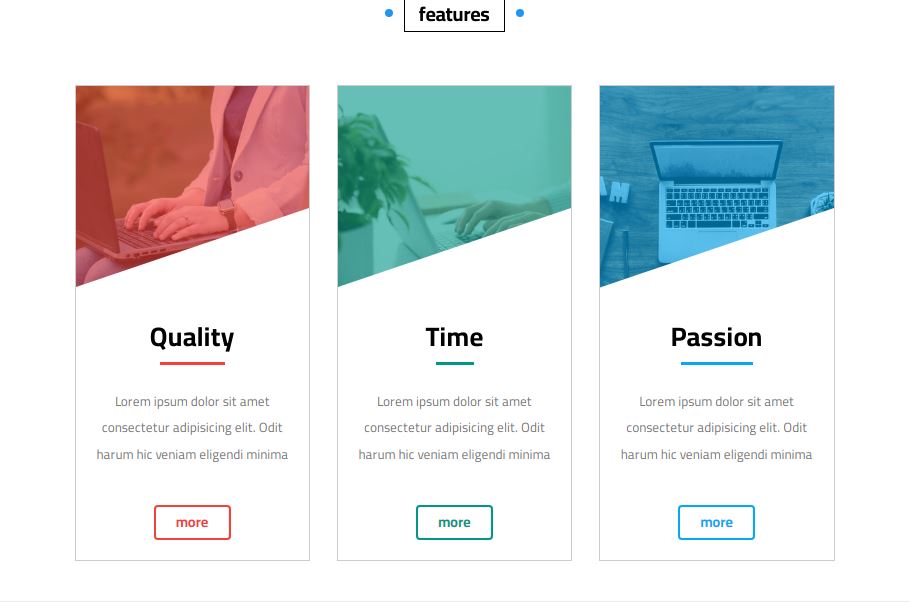 features
Quality
Lorem ipsum dolor sit amet
consectetur adipisicing elit. Odit
harum hic veniam eligendi minima
more
Time
Lorem ipsum dolor sit amet
consectetur adipisicing elit. Odit
harum hic veniam eligendi minima
more
Passion
Lorem ipsum dolor sit amet
consectetur adipisicing elit. Odit
harum hic veniam eligendi minima
more